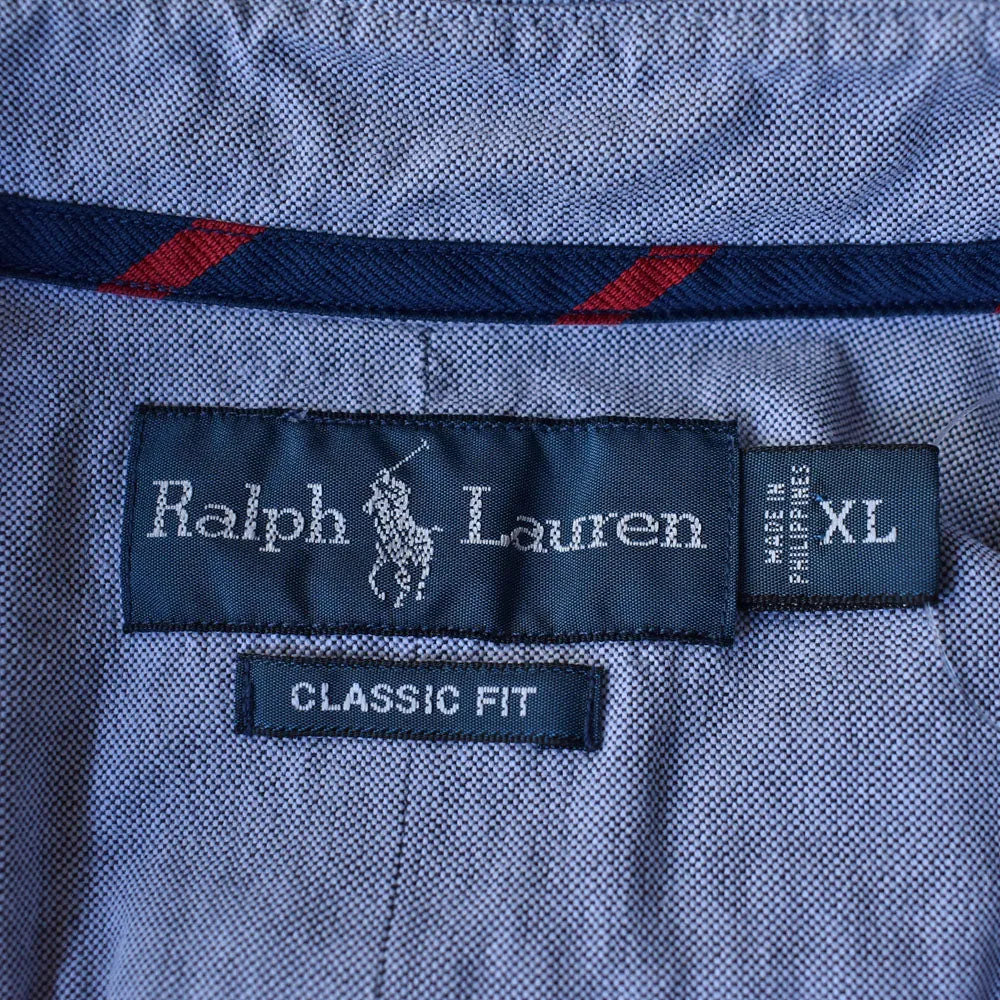 Ralph Lauren
MADE IN
PHILIPPINES
XL
CLASSIC FIT